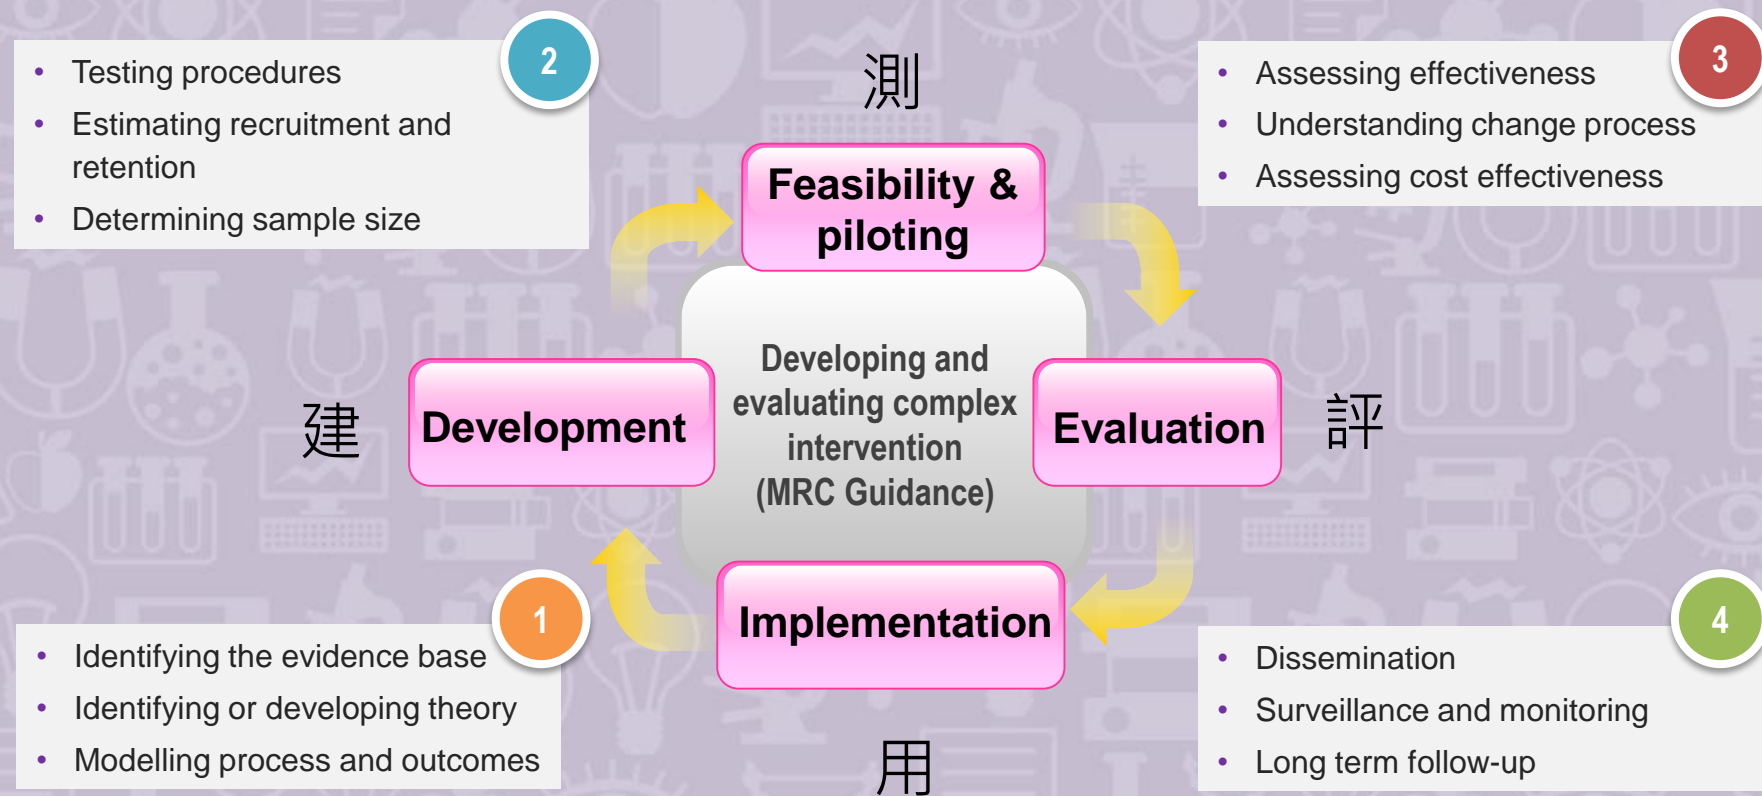 2
• Testing procedures
• Estimating recruitment and
retention
• Determining sample size
測
3
• Assessing effectiveness
• Understanding change process
• Assessing cost effectiveness
Feasibility &
piloting
建
Development
Developing and
evaluating complex
intervention
(MRC Guidance)
Evaluation
評
1
• Identifying the evidence base
• Identifying or developing theory
• Modelling process and outcomes
Implementation
用
4
• Dissemination
• Surveillance and monitoring
• Long term follow-up